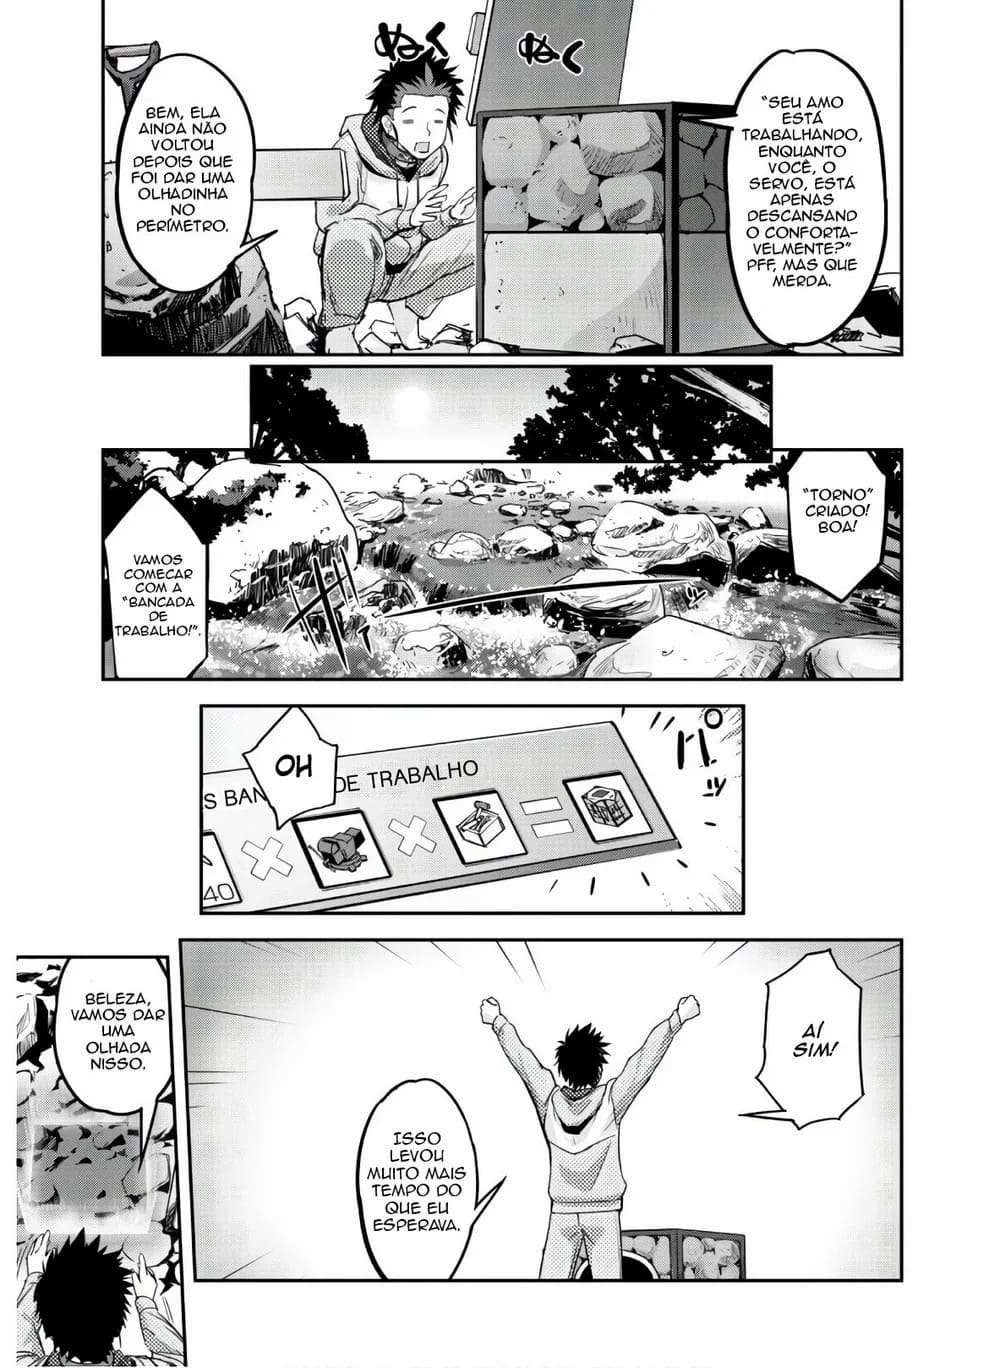 "SEU AMO
ESTÁ
TRABALHANDO,
ENQUANTO
VOCÊ, O
SERVO, ESTÁ
APENAS
DESCANSANDO
O CONFORTA-
VELMENTE?"
PFF, MAS QUE
MERDA.
ぬく
ぬく
BEM, ELA
AINDA NÃO
VOLTOU
DEPOIS QUE
FOI DAR UMA
OLHADINHA
NO
PERÍMETRO.
"TORNO"
CRIADO!
BOA!
VAMOS
COMEÇAR
COM A
"BANCADA
DE
TRABALHO!".
OH
S BAN DE TRABALHO
40
AÍ
SIM!
ISSO
LEVOU
MUITO MAIS
TEMPO DO
QUE EU
ESPERAVA.
BELEZA,
VAMOS DAR
UMA
OLHADA
NISSO.